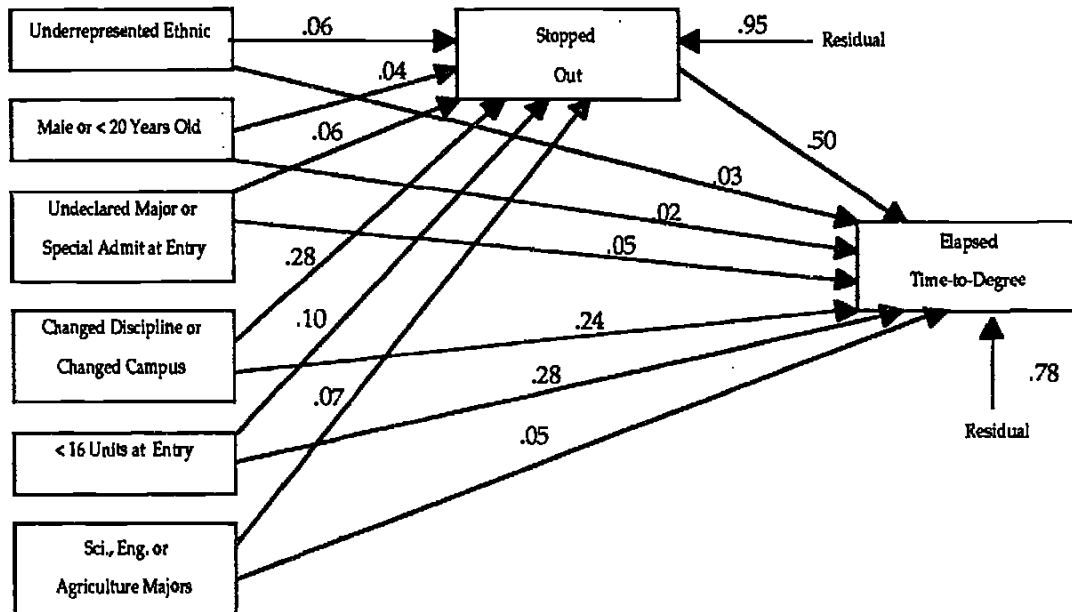 Underrepresented Ethnic
.06
Stopped
Out
.95
Residual
.04
Male or < 20 Years Old
.06
.50
.03
Undeclared Major or
Special Admit at Entry
.02
.05
Elapsed
Time-to-Degree
.28
Changed Discipline or
Changed Campus
.10
.24
.07
.28
.78
< 16 Units at Entry
.05
Residual
Sci., Eng. or
Agriculture Majors